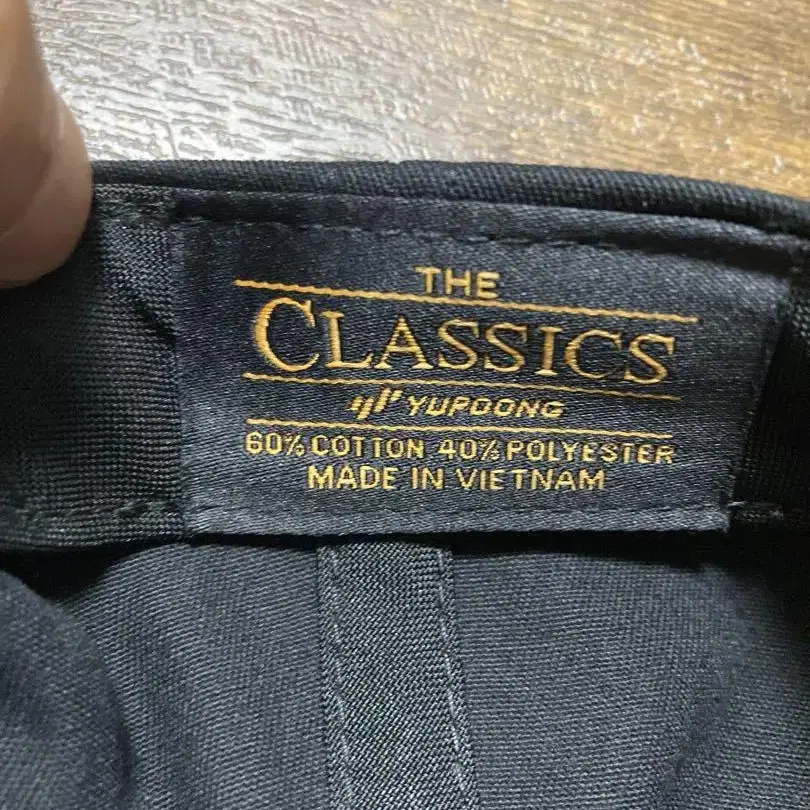 THE
CLASSICS
YUPOONG
60% COTTON 40% POLYESTER
MADE IN VIETNAM